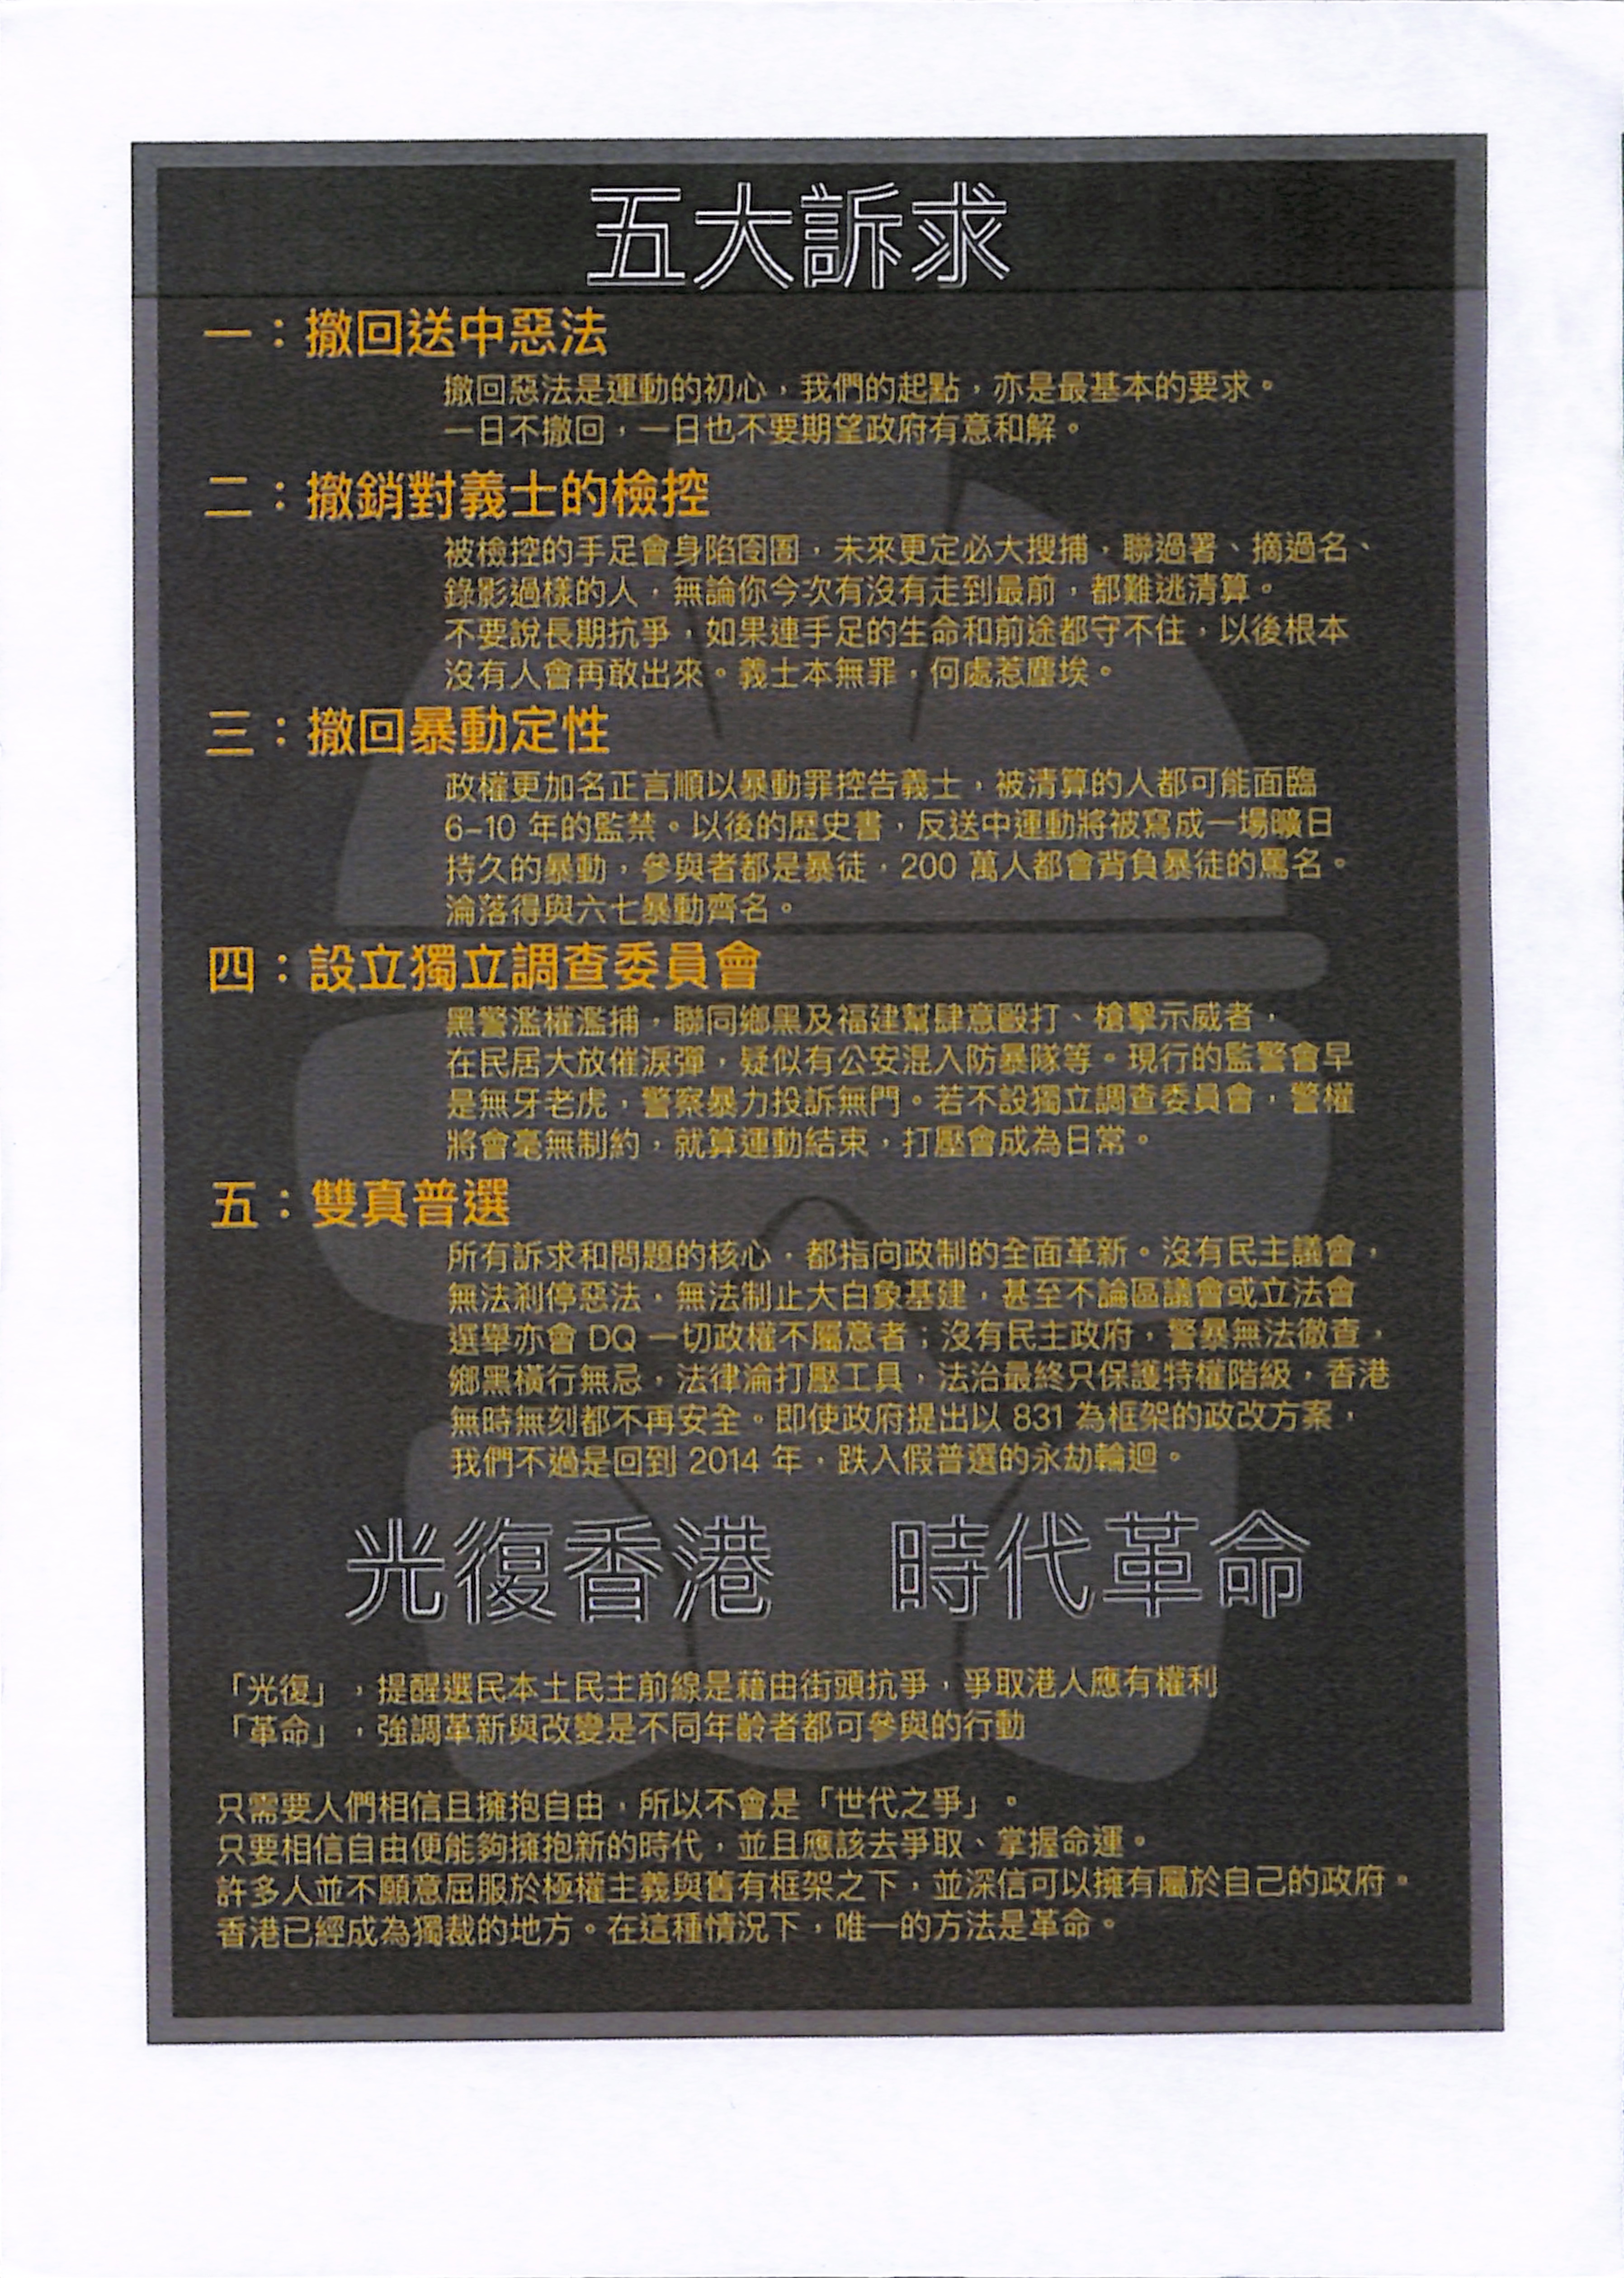 五大訴求
一：撤回送中惡法
撤回惡法是運動的初心，我們的起點，亦是最基本的要求。
一日不撤回，一日也不要期望政府有意和解。
二：撤銷對義士的檢控
被檢控的手足會身陷囹圄，未來更定必大搜捕，聯過署、摘過名、
錄影過樣的人，無論你今次有沒有走到最前，都難逃清算。
不要說長期抗爭，如果連手足的生命和前途都守不住，以後根本
沒有人會再敢出來。義士本無罪，何處惹塵埃。
三：撤回暴動定性
政權更加名正言順以暴動罪控告義士，被清算的人都可能面臨
6-10 年的監禁。以後的歷史書，反送中運動將被寫成一場曠日
持久的暴動，參與者都是暴徒，200 萬人都會背負暴徒的罵名。
淪落得與六七暴動齊名。
四：設立獨立調查委員會
黑警濫權濫捕，聯同鄉黑及福建幫肆意毆打、槍擊示威者，
在民居大放催淚彈，疑似有公安混入防暴隊等。現行的監警會早
是無牙老虎，警察暴力投訴無門。若不設獨立調查委員會，警權
將會毫無制約，就算運動結束，打壓會成為日常。
五：雙真普選
所有訴求和問題的核心，都指向政制的全面革新。沒有民主議會，
無法剎停惡法，無法制止大白象基建，甚至不論區議會或立法會
選舉亦會 DQ 一切政權不屬意者；沒有民主政府，警暴無法徹查，
鄉黑橫行無忌，法律淪打壓工具，法治最終只保護特權階級，香港
無時無刻都不再安全。即使政府提出以 831 為框架的政改方案，
我們不過是回到 2014 年，跌入假普選的永劫輪迴。
光復香港　時代革命
「光復」，提醒選民本土民主前線是藉由街頭抗爭，爭取港人應有權利
「革命」，強調革新與改變是不同年齡者都可參與的行動
只需要人們相信且擁抱自由，所以不會是「世代之爭」。
只要相信自由便能夠擁抱新的時代，並且應該去爭取、掌握命運。
許多人並不願意屈服於極權主義與舊有框架之下，並深信可以擁有屬於自己的政府。
香港已經成為獨裁的地方。在這種情況下，唯一的方法是革命。